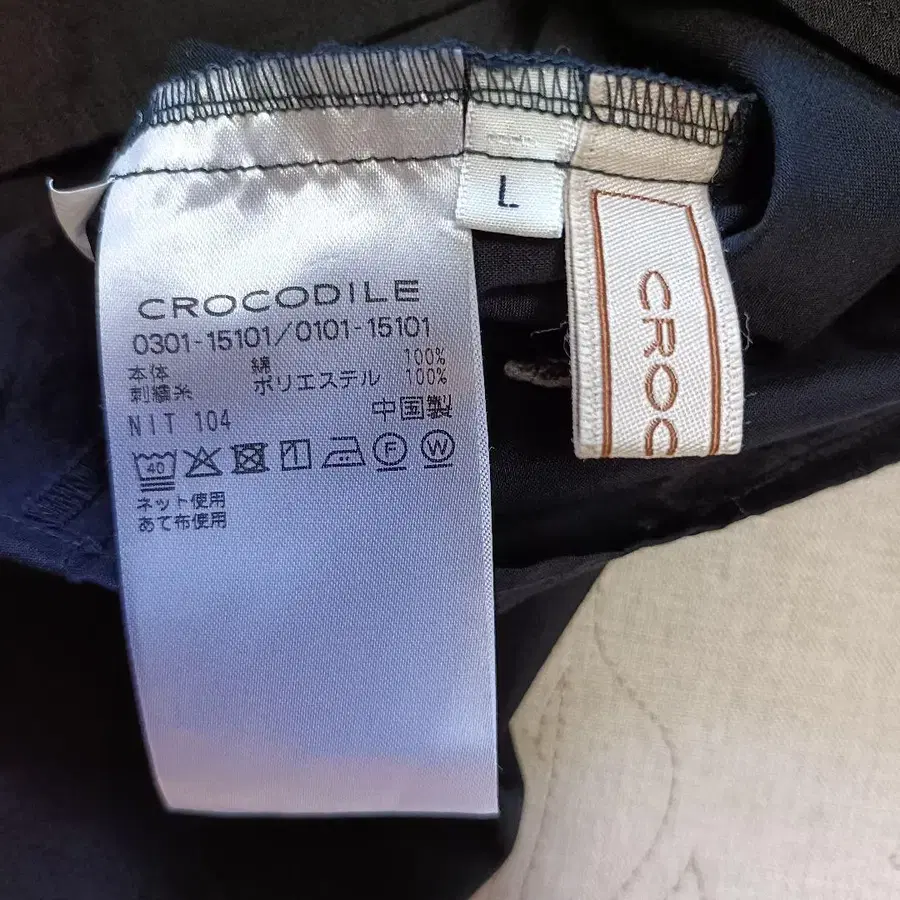 CROCODILE
0301-15101/0101-15101
本体 綿 100%
刺繍糸 ポリエステル 100%
NIT 104 中国製
40 F W
ネット使用
あて布使用
L
CROC